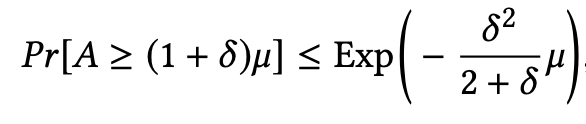 Pr[A ≥ (1 + δ)μ] ≤ Exp(− δ²/(2 + δ) μ).